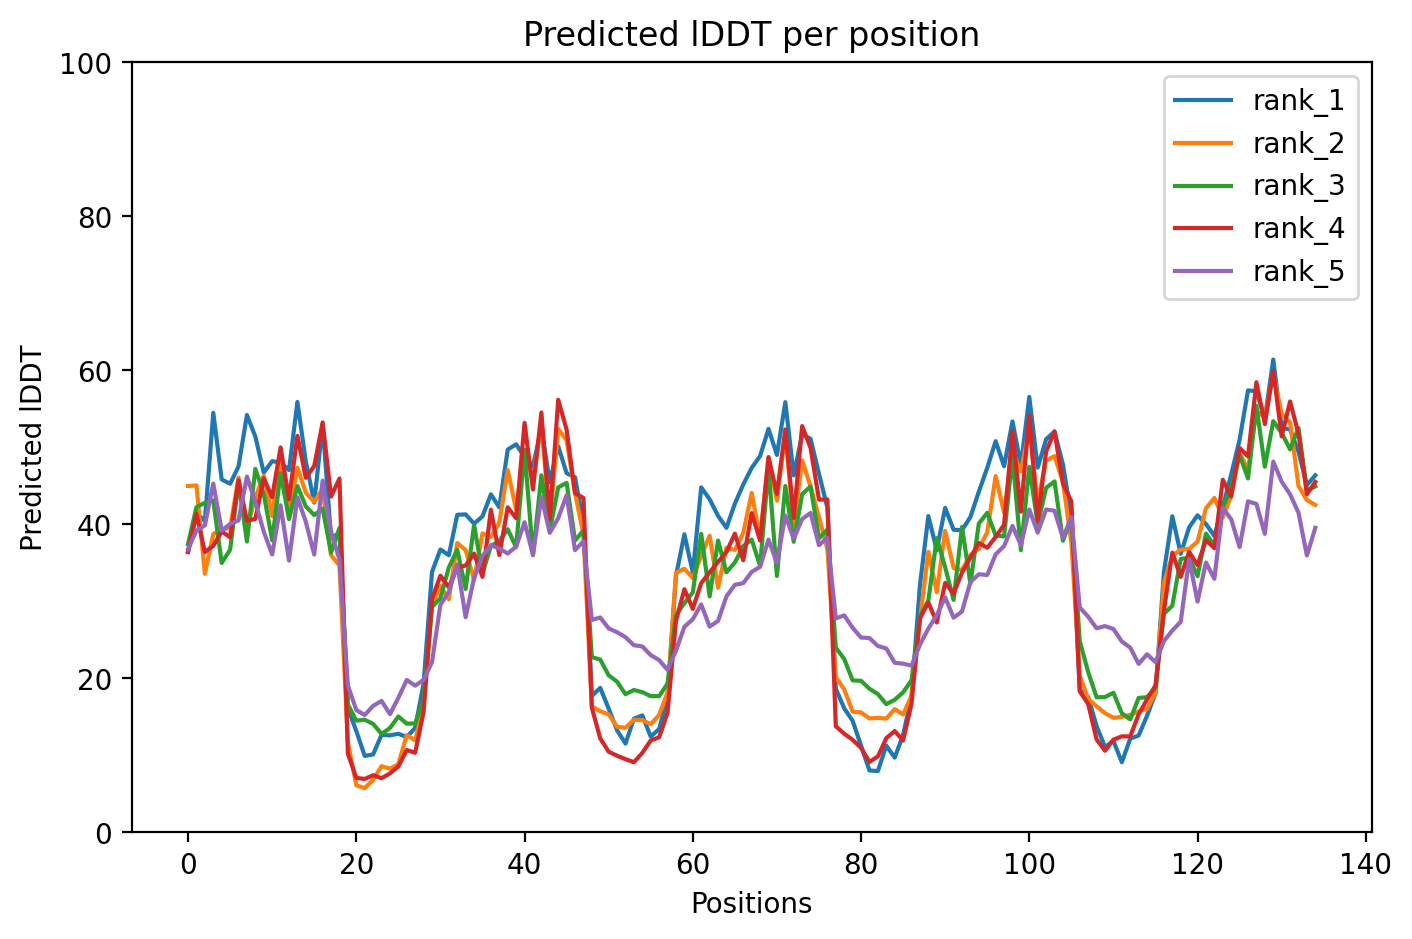 Predicted lDDT per position
100
80
60
40
20
0
Predicted lDDT
rank_1
rank_2
rank_3
rank_4
rank_5
0 20 40 60 80 100 120 140
Positions